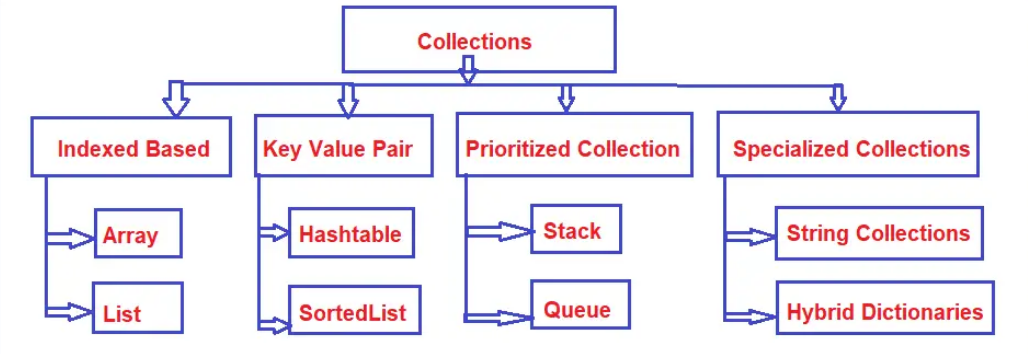 Collections
Indexed Based
Key Value Pair
Prioritized Collection
Specialized Collections
Array
Hashtable
Stack
String Collections
List
SortedList
Queue
Hybrid Dictionaries